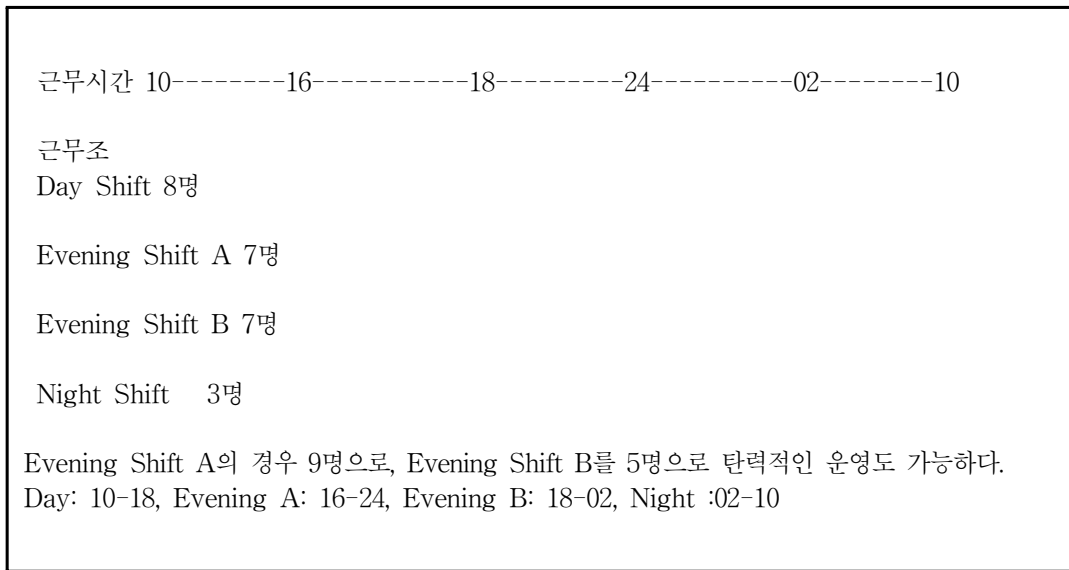 근무시간 10--------16-----------18---------24----------02--------10
근무조
Day Shift 8명
Evening Shift A 7명
Evening Shift B 7명
Night Shift 3명
Evening Shift A의 경우 9명으로, Evening Shift B를 5명으로 탄력적인 운영도 가능하다.
Day: 10-18, Evening A: 16-24, Evening B: 18-02, Night :02-10